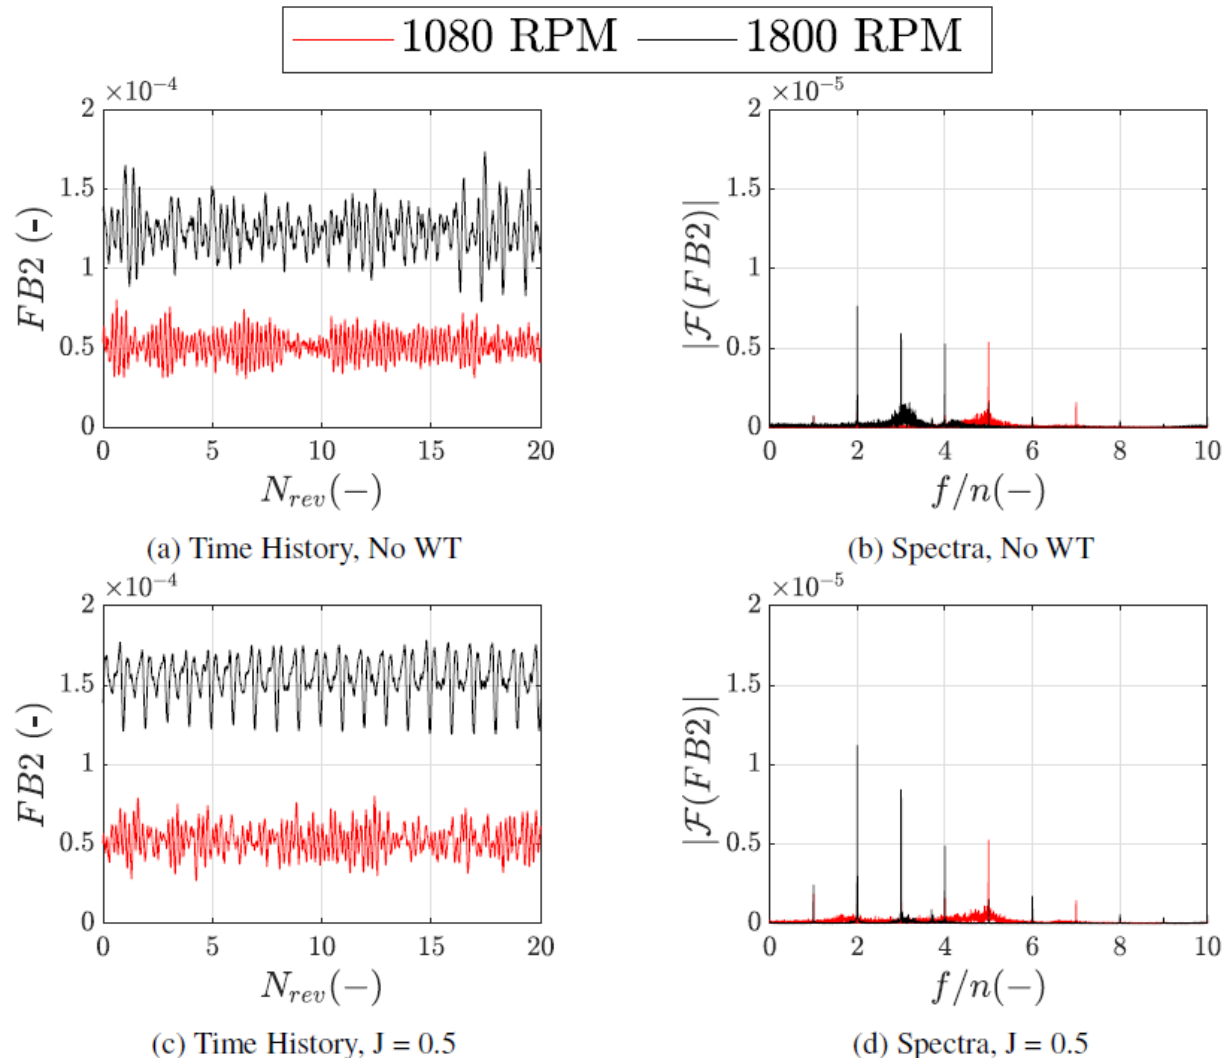 1080 RPM 1800 RPM
×10⁻⁴
2
1.5
1
0.5
0
FB2 (-)
0 5 10 15 20
N_rev(−)
(a) Time History, No WT
×10⁻⁵
2
1.5
1
0.5
0
|ℱ(FB2)|
0 2 4 6 8 10
f/n(−)
(b) Spectra, No WT
×10⁻⁴
2
1.5
1
0.5
0
FB2 (-)
0 5 10 15 20
N_rev(−)
(c) Time History, J = 0.5
×10⁻⁵
2
1.5
1
0.5
0
|ℱ(FB2)|
0 2 4 6 8 10
f/n(−)
(d) Spectra, J = 0.5